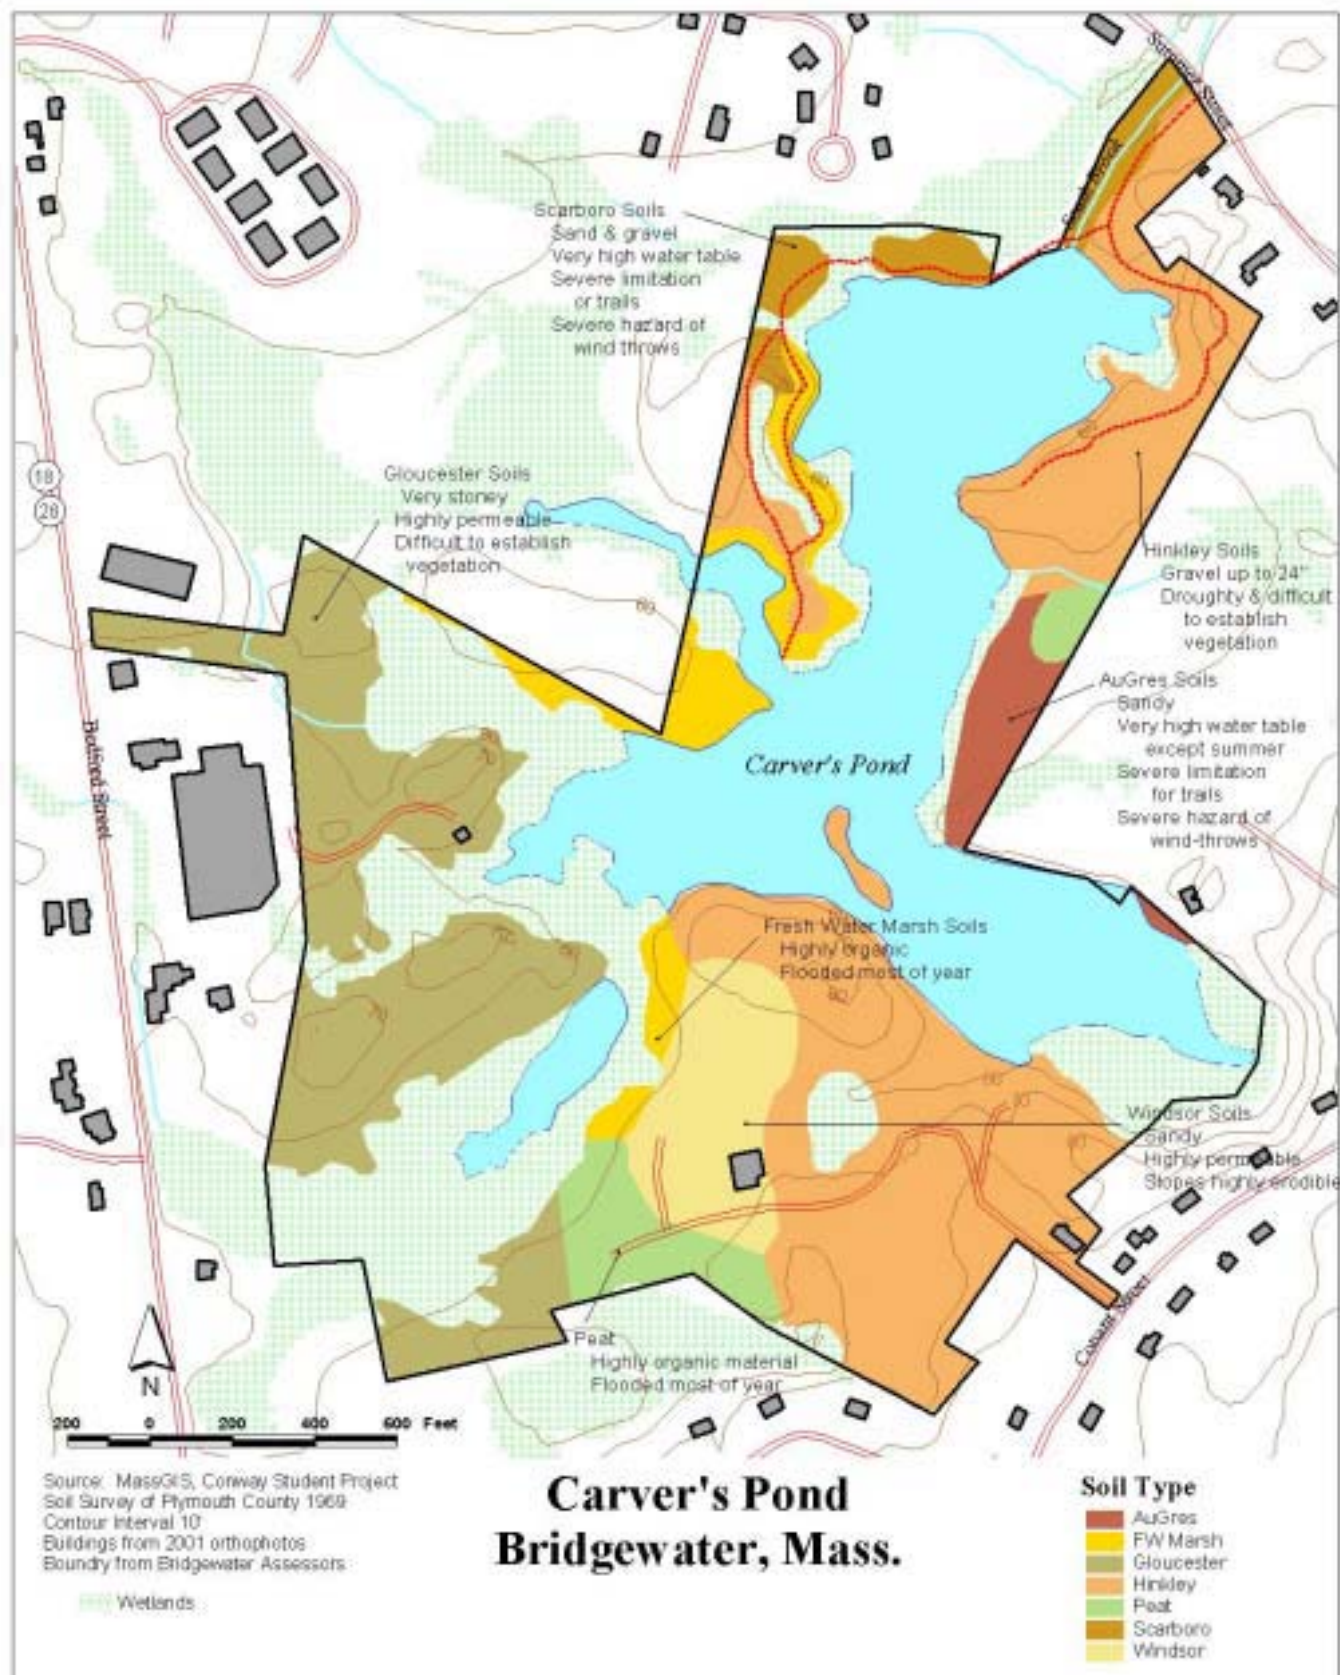 Summer Street
Scarboro Soils
Sand & gravel
Very high water table
Severe limitation
or trails
Severe hazard of
wind throws
18
28
Gloucester Soils
Very stoney
Highly permeable
Difficult to establish
vegetation
60
60
Hinkley Soils
Gravel up to 24"
Droughty & difficult
to establish
vegetation
AuGres Soils
Sandy
Very high water table
except summer
Severe limitation
for trails
Severe hazard of
wind-throws
Bedford Street
Carver's Pond
Fresh Water Marsh Soils
Highly organic
Flooded most of year
80
Windsor Soils
Sandy
Highly permeable
Slopes highly erodible
Conant Street
Peat
Highly organic material
Flooded most of year
N
200 0 200 400 600 Feet
Source: MassGIS, Conway Student Project
Soil Survey of Plymouth County 1969
Contour Interval 10'
Buildings from 2001 orthophotos
Boundry from Bridgewater Assessors
Wetlands
Carver's Pond
Bridgewater, Mass.
Soil Type
AuGres
FW Marsh
Gloucester
Hinkley
Peat
Scarboro
Windsor